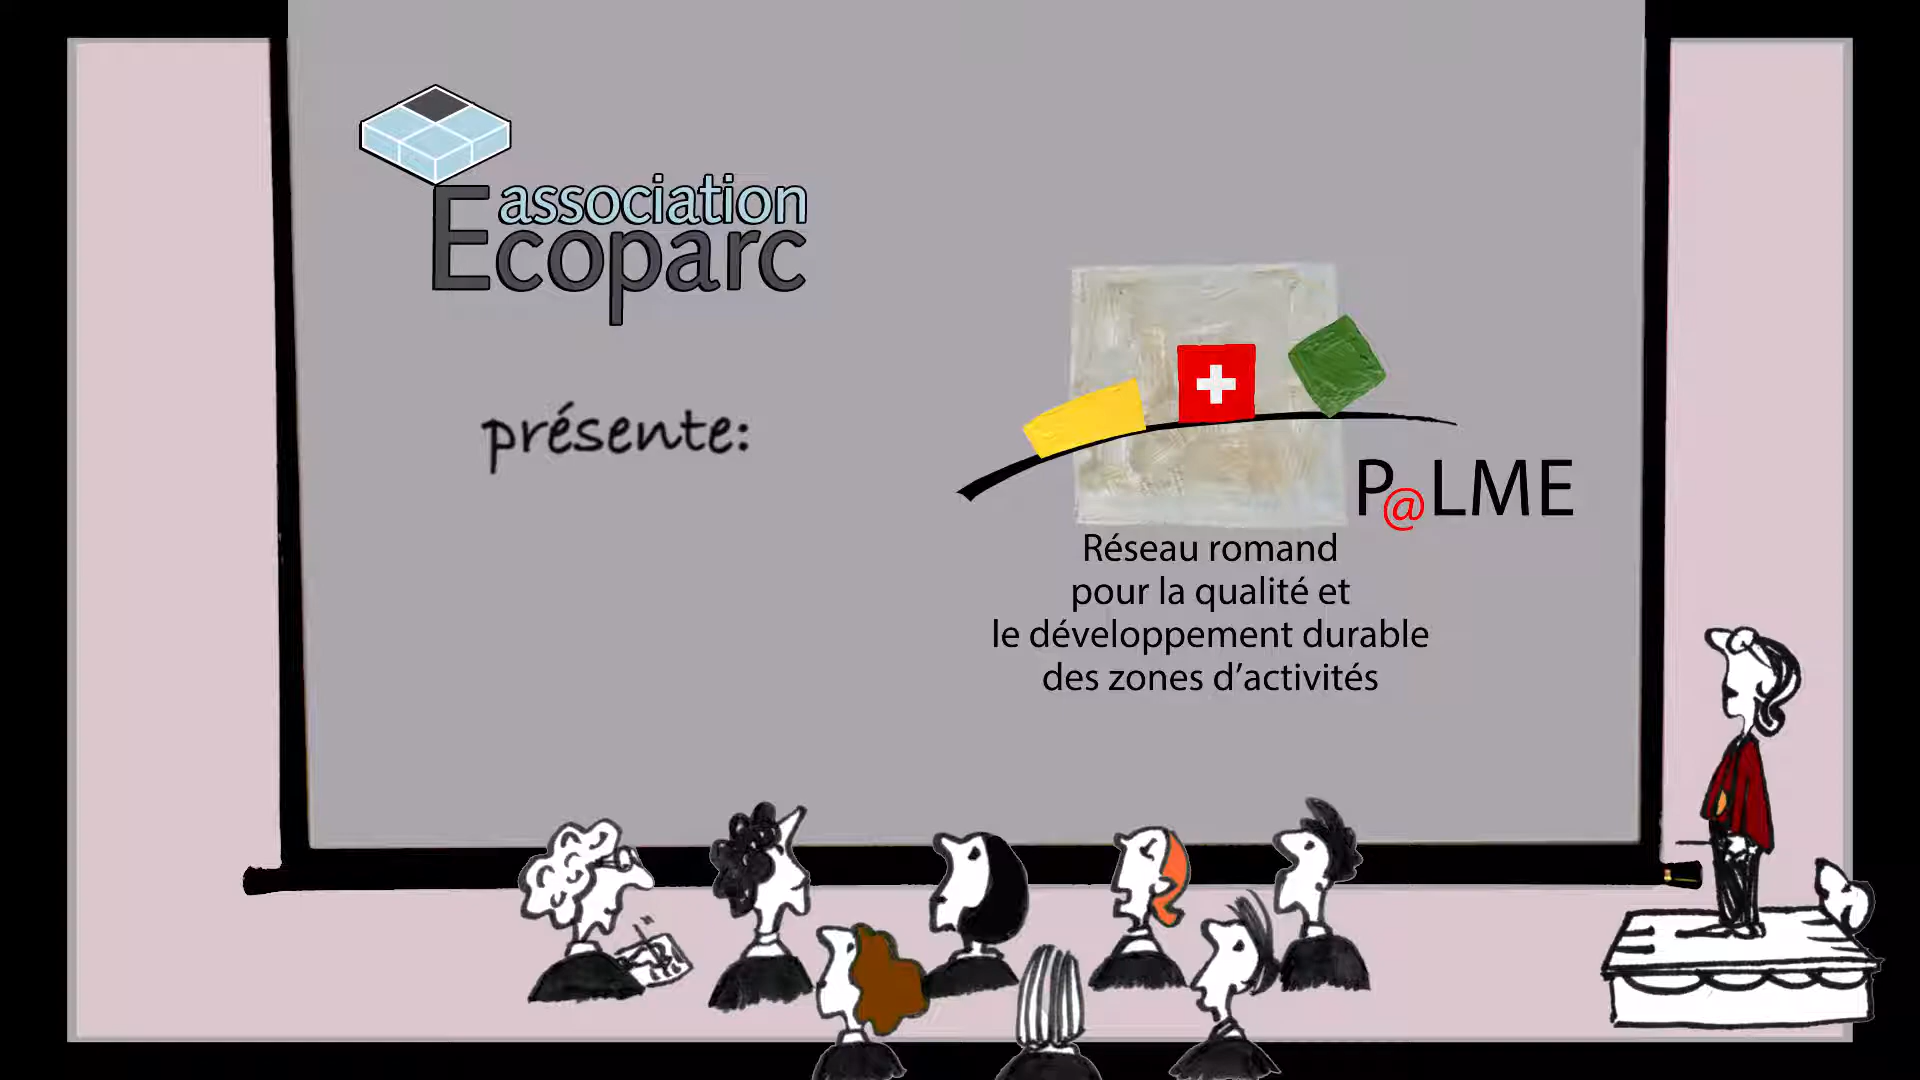 association
Ecoparc
présente:
P@LME
Réseau romand
pour la qualité et
le développement durable
des zones d’activités